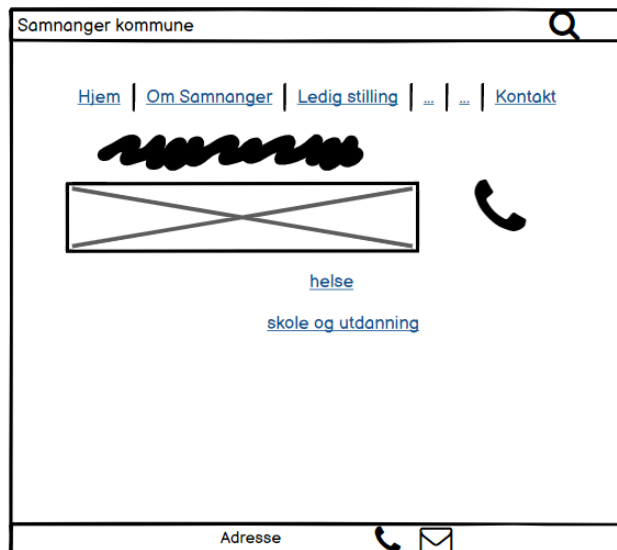 Samnanger kommune
Hjem | Om Samnanger | Ledig stilling | ... | ... | Kontakt
helse
skole og utdanning
Adresse